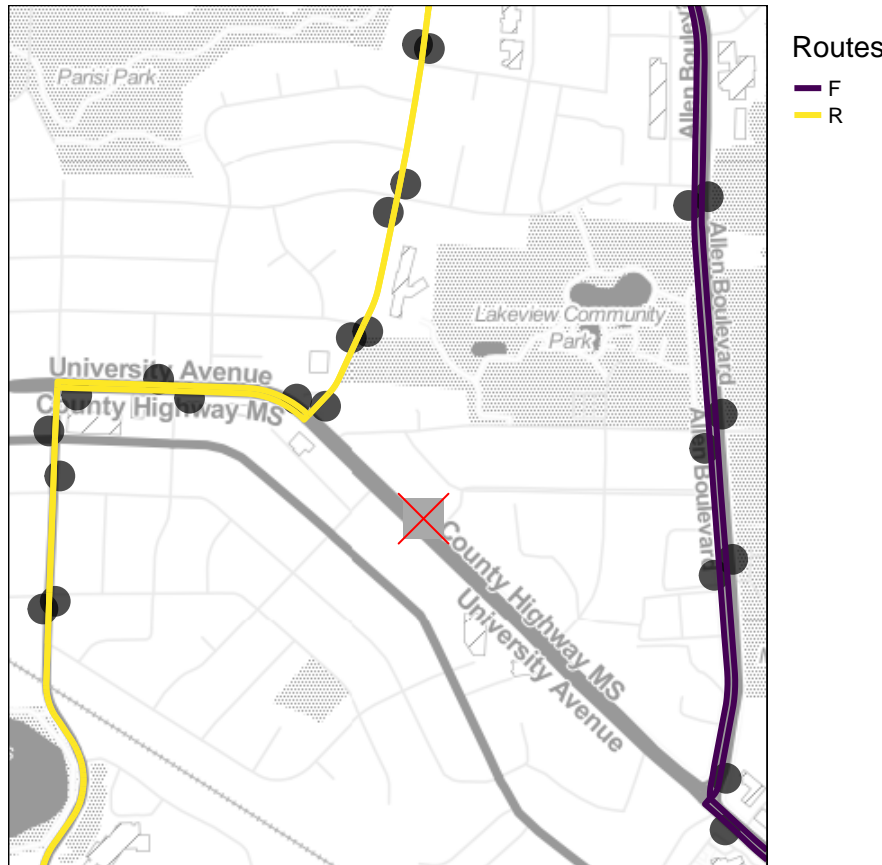 Routes
F
R
Parisi Park
Allen Boulevard
Allen Boulevard
Lakeview Community
Park
University Avenue
County Highway MS
Allen Boulevard
County Highway MS
University Avenue